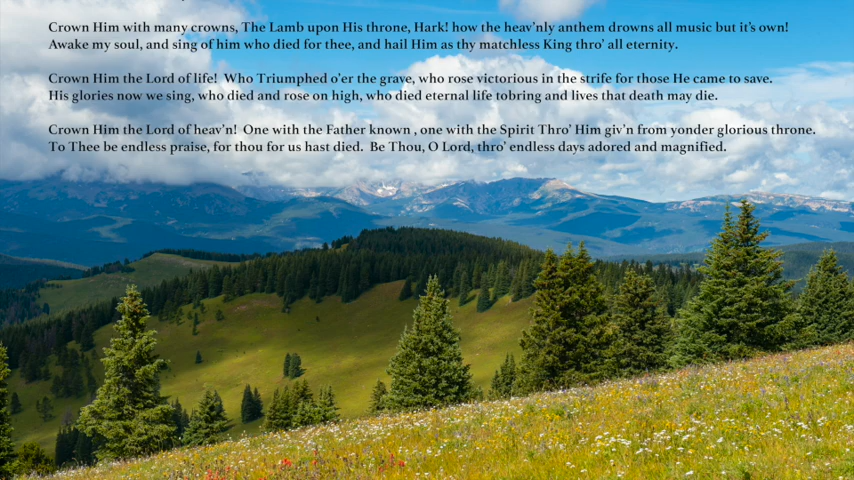 Crown Him with many crowns, The Lamb upon His throne, Hark! how the heav'nly anthem drowns all music but it's own!
Awake my soul, and sing of him who died for thee, and hail Him as thy matchless King thro' all eternity.
Crown Him the Lord of life! Who Triumphed o'er the grave, who rose victorious in the strife for those He came to save.
His glories now we sing, who died and rose on high, who died eternal life tobring and lives that death may die.
Crown Him the Lord of heav'n! One with the Father known , one with the Spirit Thro' Him giv'n from yonder glorious throne.
To Thee be endless praise, for thou for us hast died. Be Thou, O Lord, thro' endless days adored and magnified.